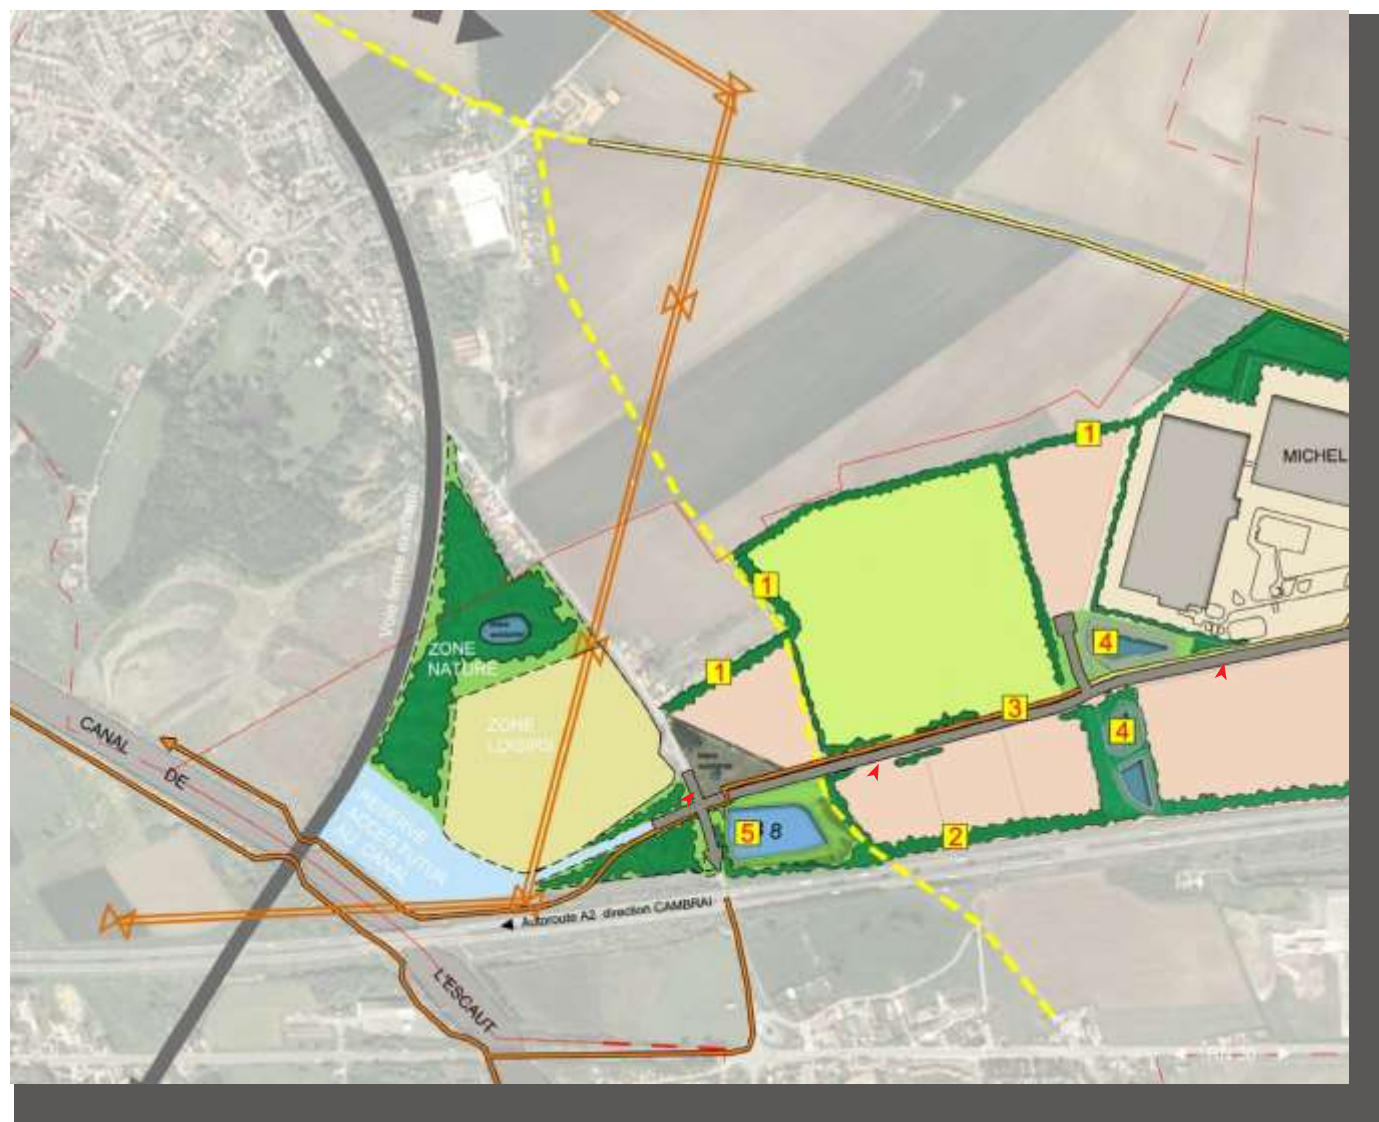 1
MICHEL
1
4
ZONE
NATURE
1
3
ZONE
LOISIRS
4
CANAL
DE
RESERVE
ACCES FUTUR
AU CANAL
5
8
2
Autoroute A2 direction CAMBRAI
L'ESCAUT